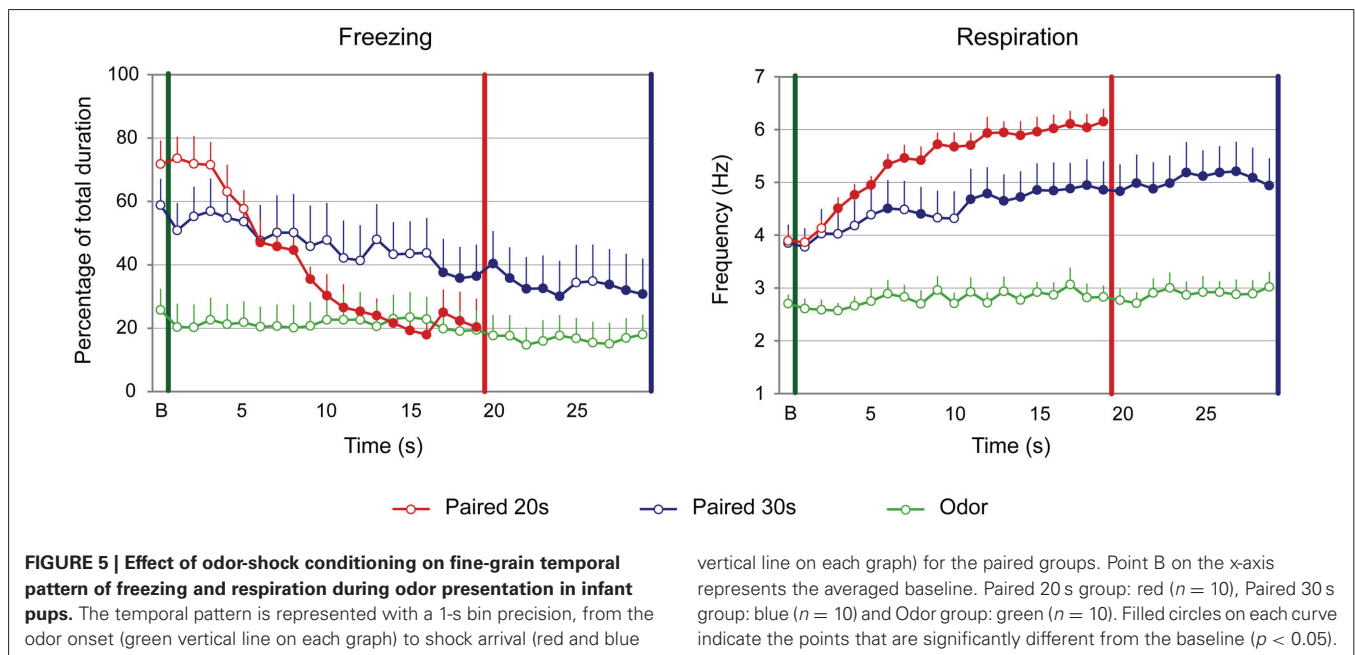 Freezing
Respiration
Percentage of total duration
100
80
60
40
20
0
B
5
10
15
20
25
Time (s)
Frequency (Hz)
7
6
5
4
3
2
1
B
5
10
15
20
25
Time (s)
Paired 20s
Paired 30s
Odor
FIGURE 5 | Effect of odor-shock conditioning on fine-grain temporal
pattern of freezing and respiration during odor presentation in infant
pups. The temporal pattern is represented with a 1-s bin precision, from the
odor onset (green vertical line on each graph) to shock arrival (red and blue
vertical line on each graph) for the paired groups. Point B on the x-axis
represents the averaged baseline. Paired 20 s group: red (n = 10), Paired 30 s
group: blue (n = 10) and Odor group: green (n = 10). Filled circles on each curve
indicate the points that are significantly different from the baseline (p < 0.05).